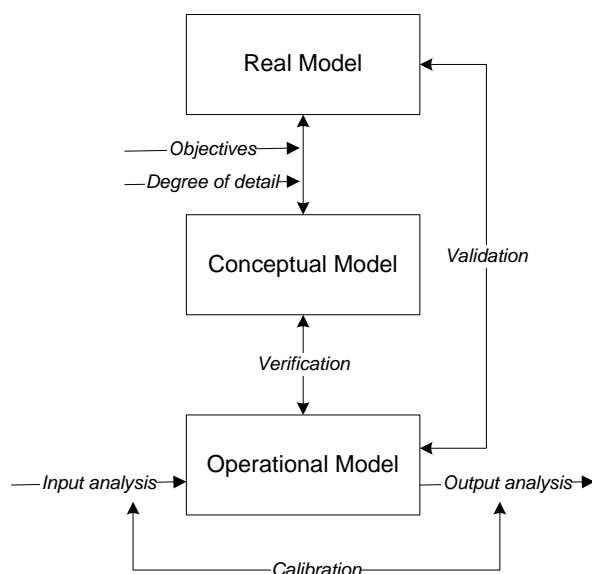 Real Model
Objectives
Degree of detail
Conceptual Model
Validation
Verification
Operational Model
Input analysis
Output analysis
Calibration